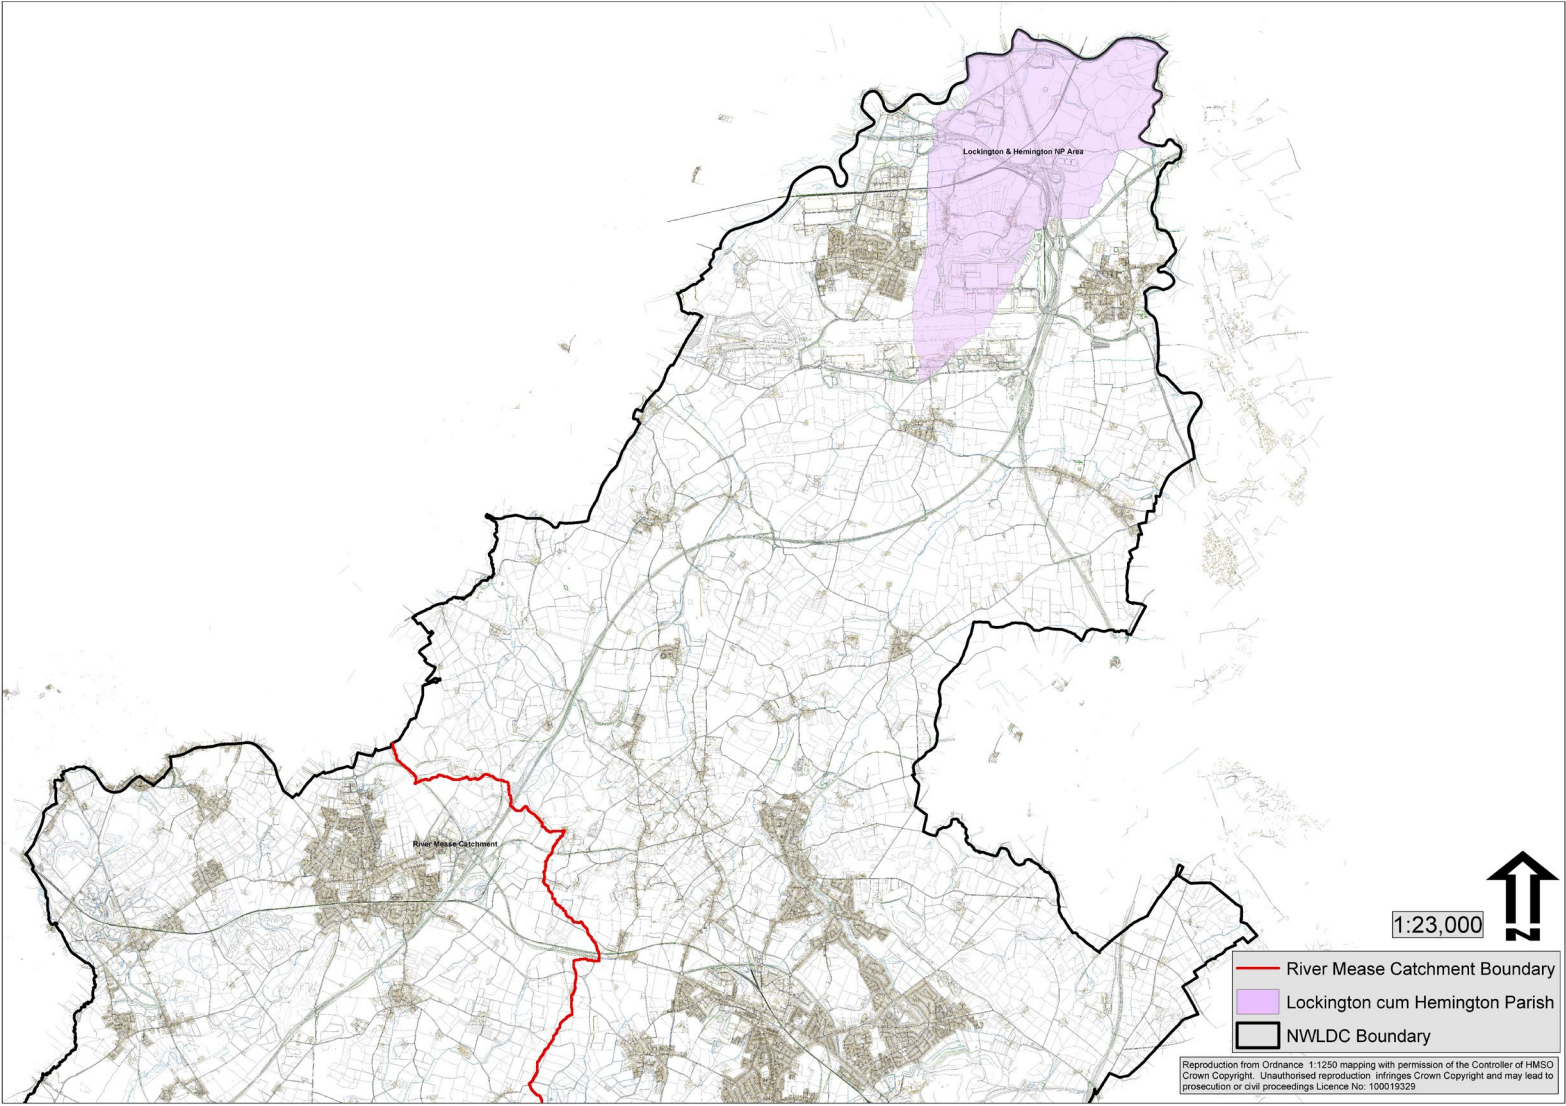 Lockington & Hemington NP Area
River Mease Catchment
1:23,000
N
River Mease Catchment Boundary
Lockington cum Hemington Parish
NWLDC Boundary
Reproduction from Ordnance 1:1250 mapping with permission of the Controller of HMSO
Crown Copyright. Unauthorised reproduction infringes Crown Copyright and may lead to
prosecution or civil proceedings Licence No: 100019329